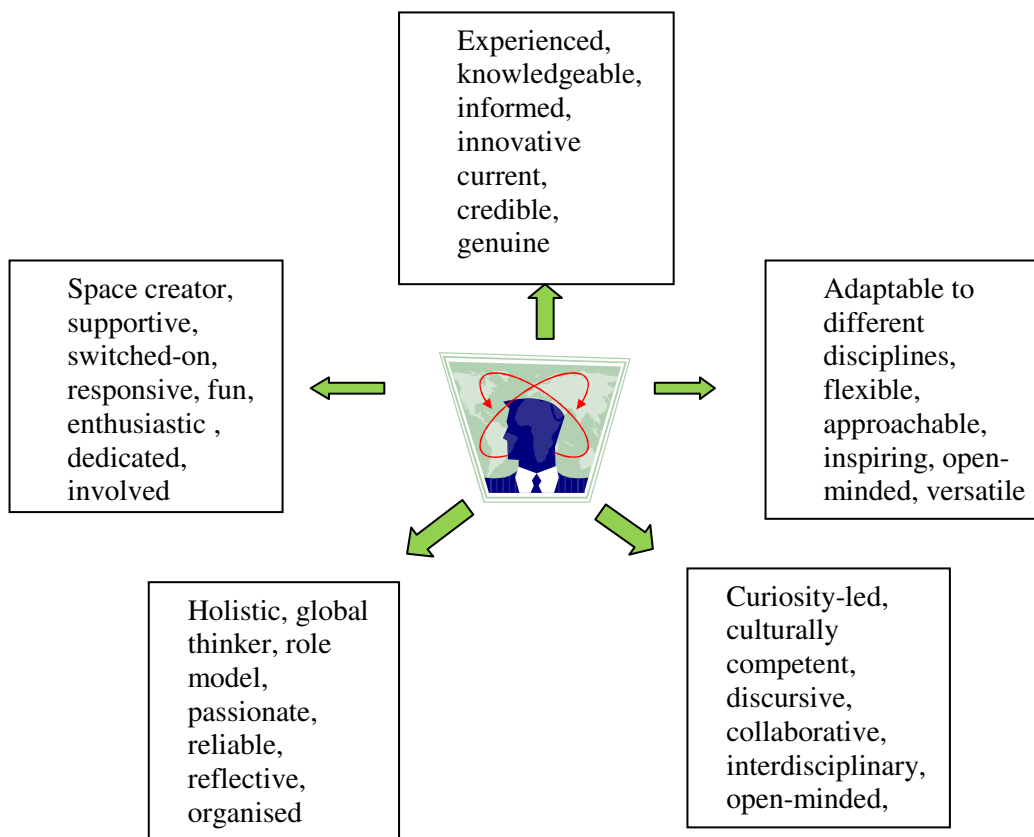 Experienced,
knowledgeable,
informed,
innovative
current,
credible,
genuine
Space creator,
supportive,
switched-on,
responsive, fun,
enthusiastic ,
dedicated,
involved
Adaptable to
different
disciplines,
flexible,
approachable,
inspiring, open-
minded, versatile
Holistic, global
thinker, role
model,
passionate,
reliable,
reflective,
organised
Curiosity-led,
culturally
competent,
discursive,
collaborative,
interdisciplinary,
open-minded,